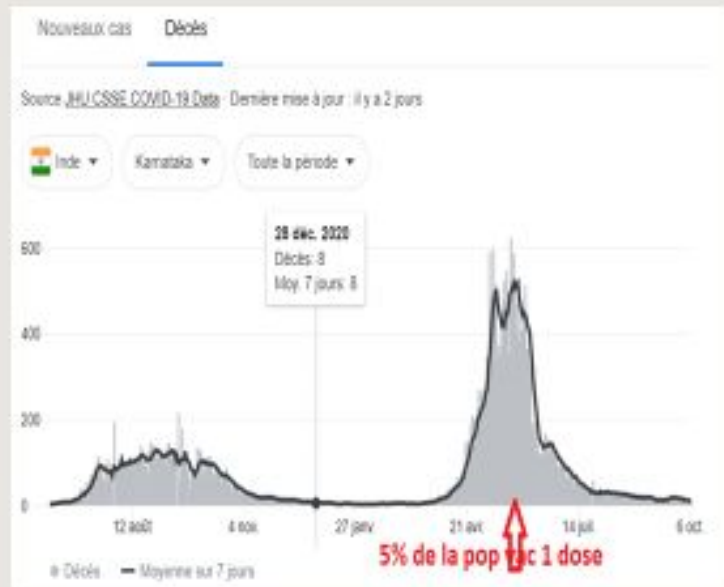 Nouveaux cas Décès
Source JHU CSSE COVID-19 Data · Dernière mise à jour : il y a 2 jours
Inde Karnataka Toute la période
28 déc. 2020
Décès: 8
Moy. 7 jours: 8
600
400
200
0
12 août 4 nov. 27 janv. 21 avr. 14 juil. 6 oct.
5% de la pop vac 1 dose
Décès Moyenne sur 7 jours